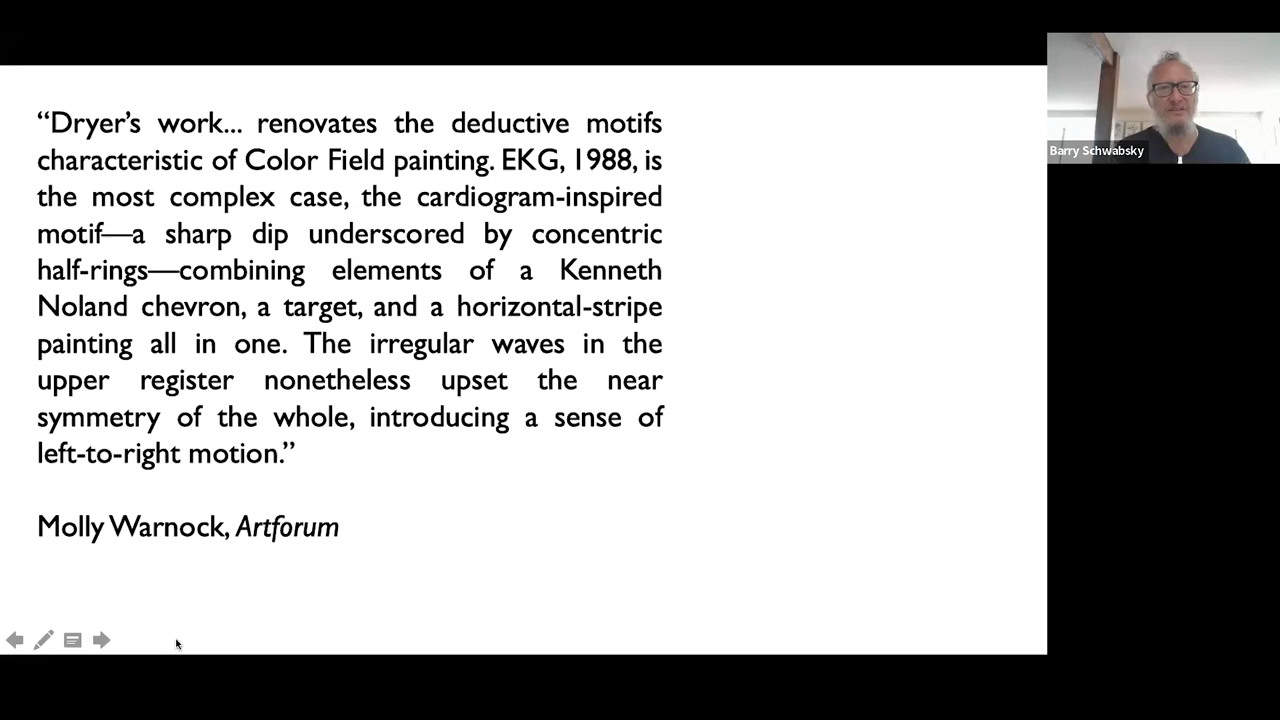 “Dryer’s work... renovates the deductive motifs
characteristic of Color Field painting. EKG, 1988, is
the most complex case, the cardiogram-inspired
motif—a sharp dip underscored by concentric
half-rings—combining elements of a Kenneth
Noland chevron, a target, and a horizontal-stripe
painting all in one. The irregular waves in the
upper register nonetheless upset the near
symmetry of the whole, introducing a sense of
left-to-right motion.”
Molly Warnock, Artforum
Barry Schwabsky